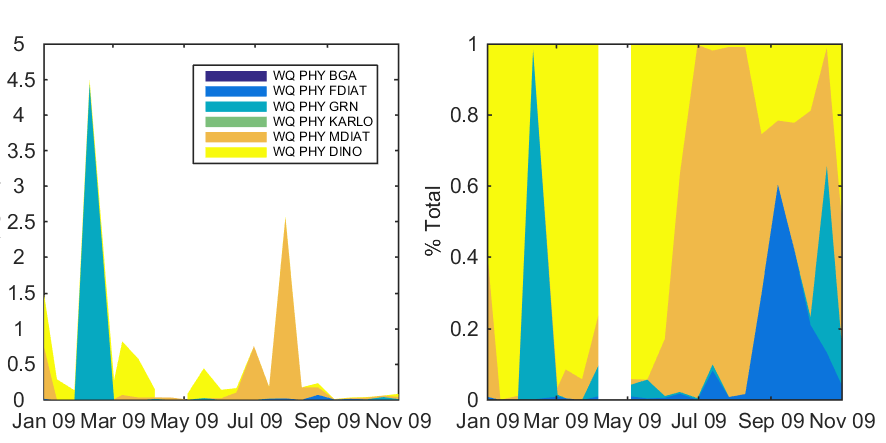 5
4.5
4
3.5
3
2.5
2
1.5
1
0.5
0
Jan 09 Mar 09 May 09 Jul 09 Sep 09 Nov 09
WQ PHY BGA
WQ PHY FDIAT
WQ PHY GRN
WQ PHY KARLO
WQ PHY MDIAT
WQ PHY DINO
% Total
1
0.8
0.6
0.4
0.2
0
Jan 09 Mar 09 May 09 Jul 09 Sep 09 Nov 09